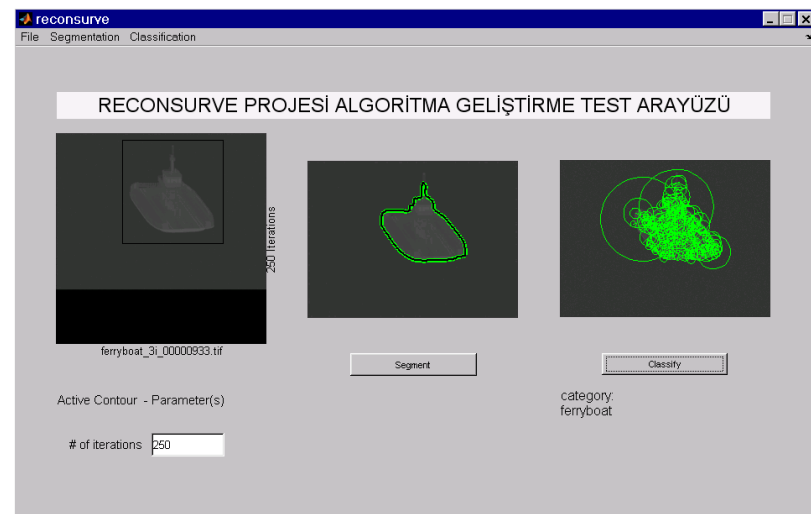 reconsurve
File Segmentation Classification
RECONSURVE PROJESİ ALGORİTMA GELİŞTİRME TEST ARAYÜZÜ
250 Iterations
ferryboat_3i_00000933.tif
Segment
Classify
Active Contour - Parameter(s)
category:
ferryboat
# of iterations 250